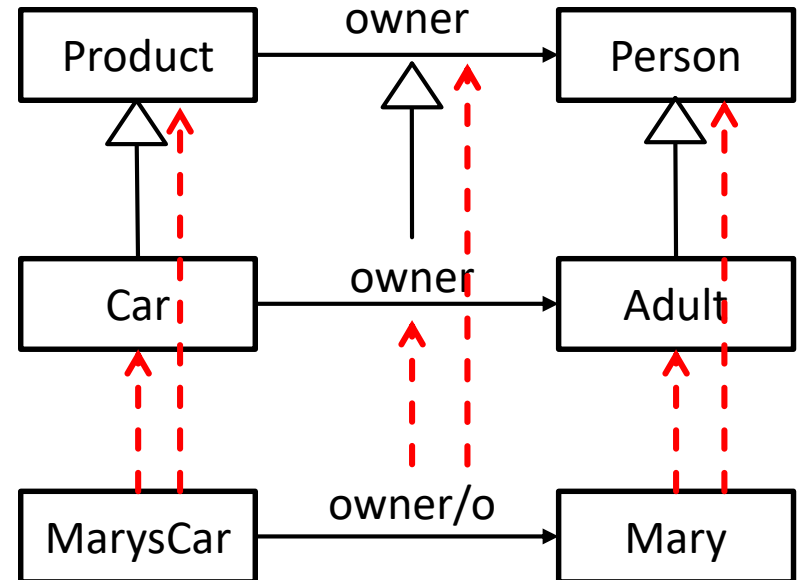 owner
Product
Person
owner
Car
Adult
owner/o
MarysCar
Mary